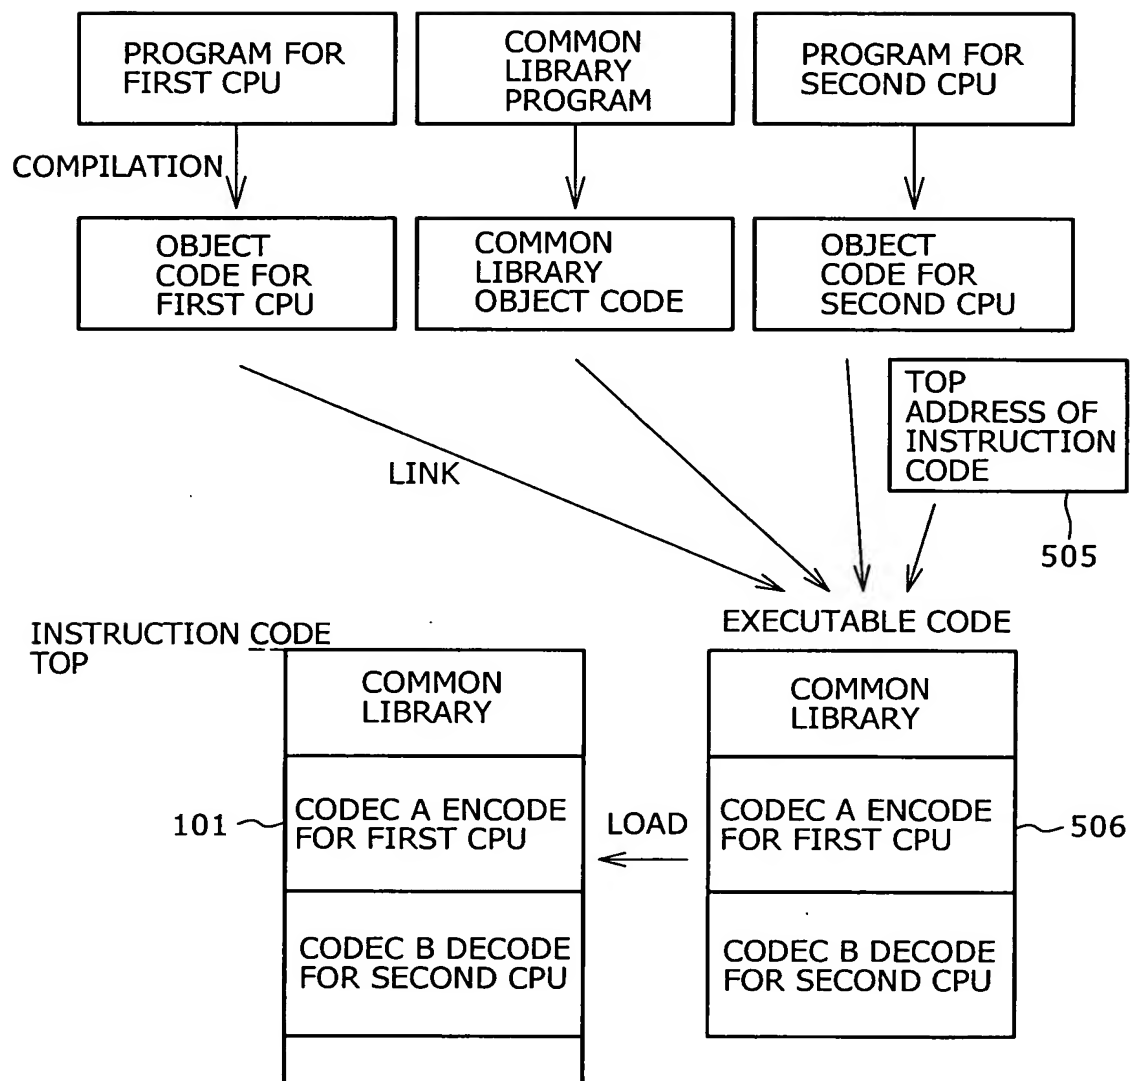 PROGRAM FOR
FIRST CPU
COMMON
LIBRARY
PROGRAM
PROGRAM FOR
SECOND CPU
COMPILATION
OBJECT
CODE FOR
FIRST CPU
COMMON
LIBRARY
OBJECT CODE
OBJECT
CODE FOR
SECOND CPU
TOP
ADDRESS OF
INSTRUCTION
CODE
LINK
505
EXECUTABLE CODE
INSTRUCTION CODE
TOP
COMMON
LIBRARY
COMMON
LIBRARY
101
CODEC A ENCODE
FOR FIRST CPU
LOAD
CODEC A ENCODE
FOR FIRST CPU
506
CODEC B DECODE
FOR SECOND CPU
CODEC B DECODE
FOR SECOND CPU